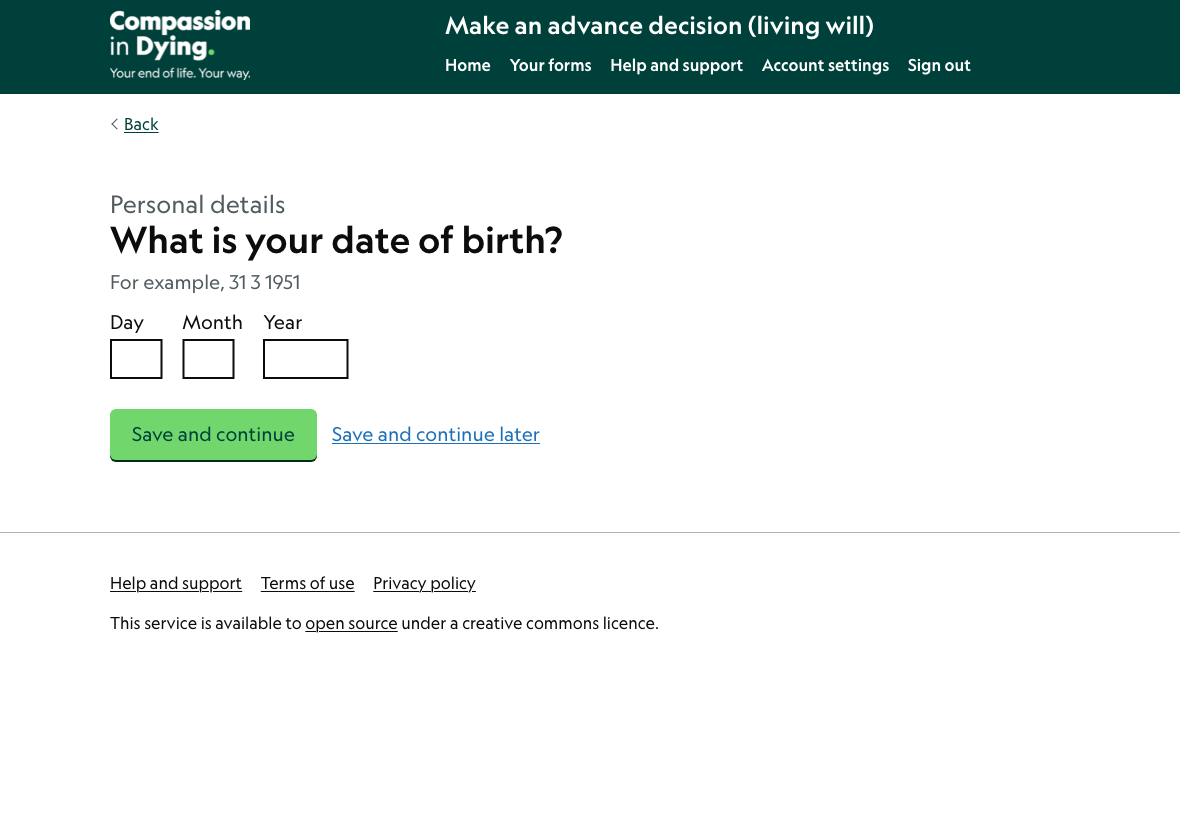 Compassion
in Dying.
Your end of life. Your way.
Make an advance decision (living will)
Home Your forms Help and support Account settings Sign out
Back
Personal details
What is your date of birth?
For example, 31 3 1951
Day Month Year
Save and continue Save and continue later
Help and support Terms of use Privacy policy
This service is available to open source under a creative commons licence.